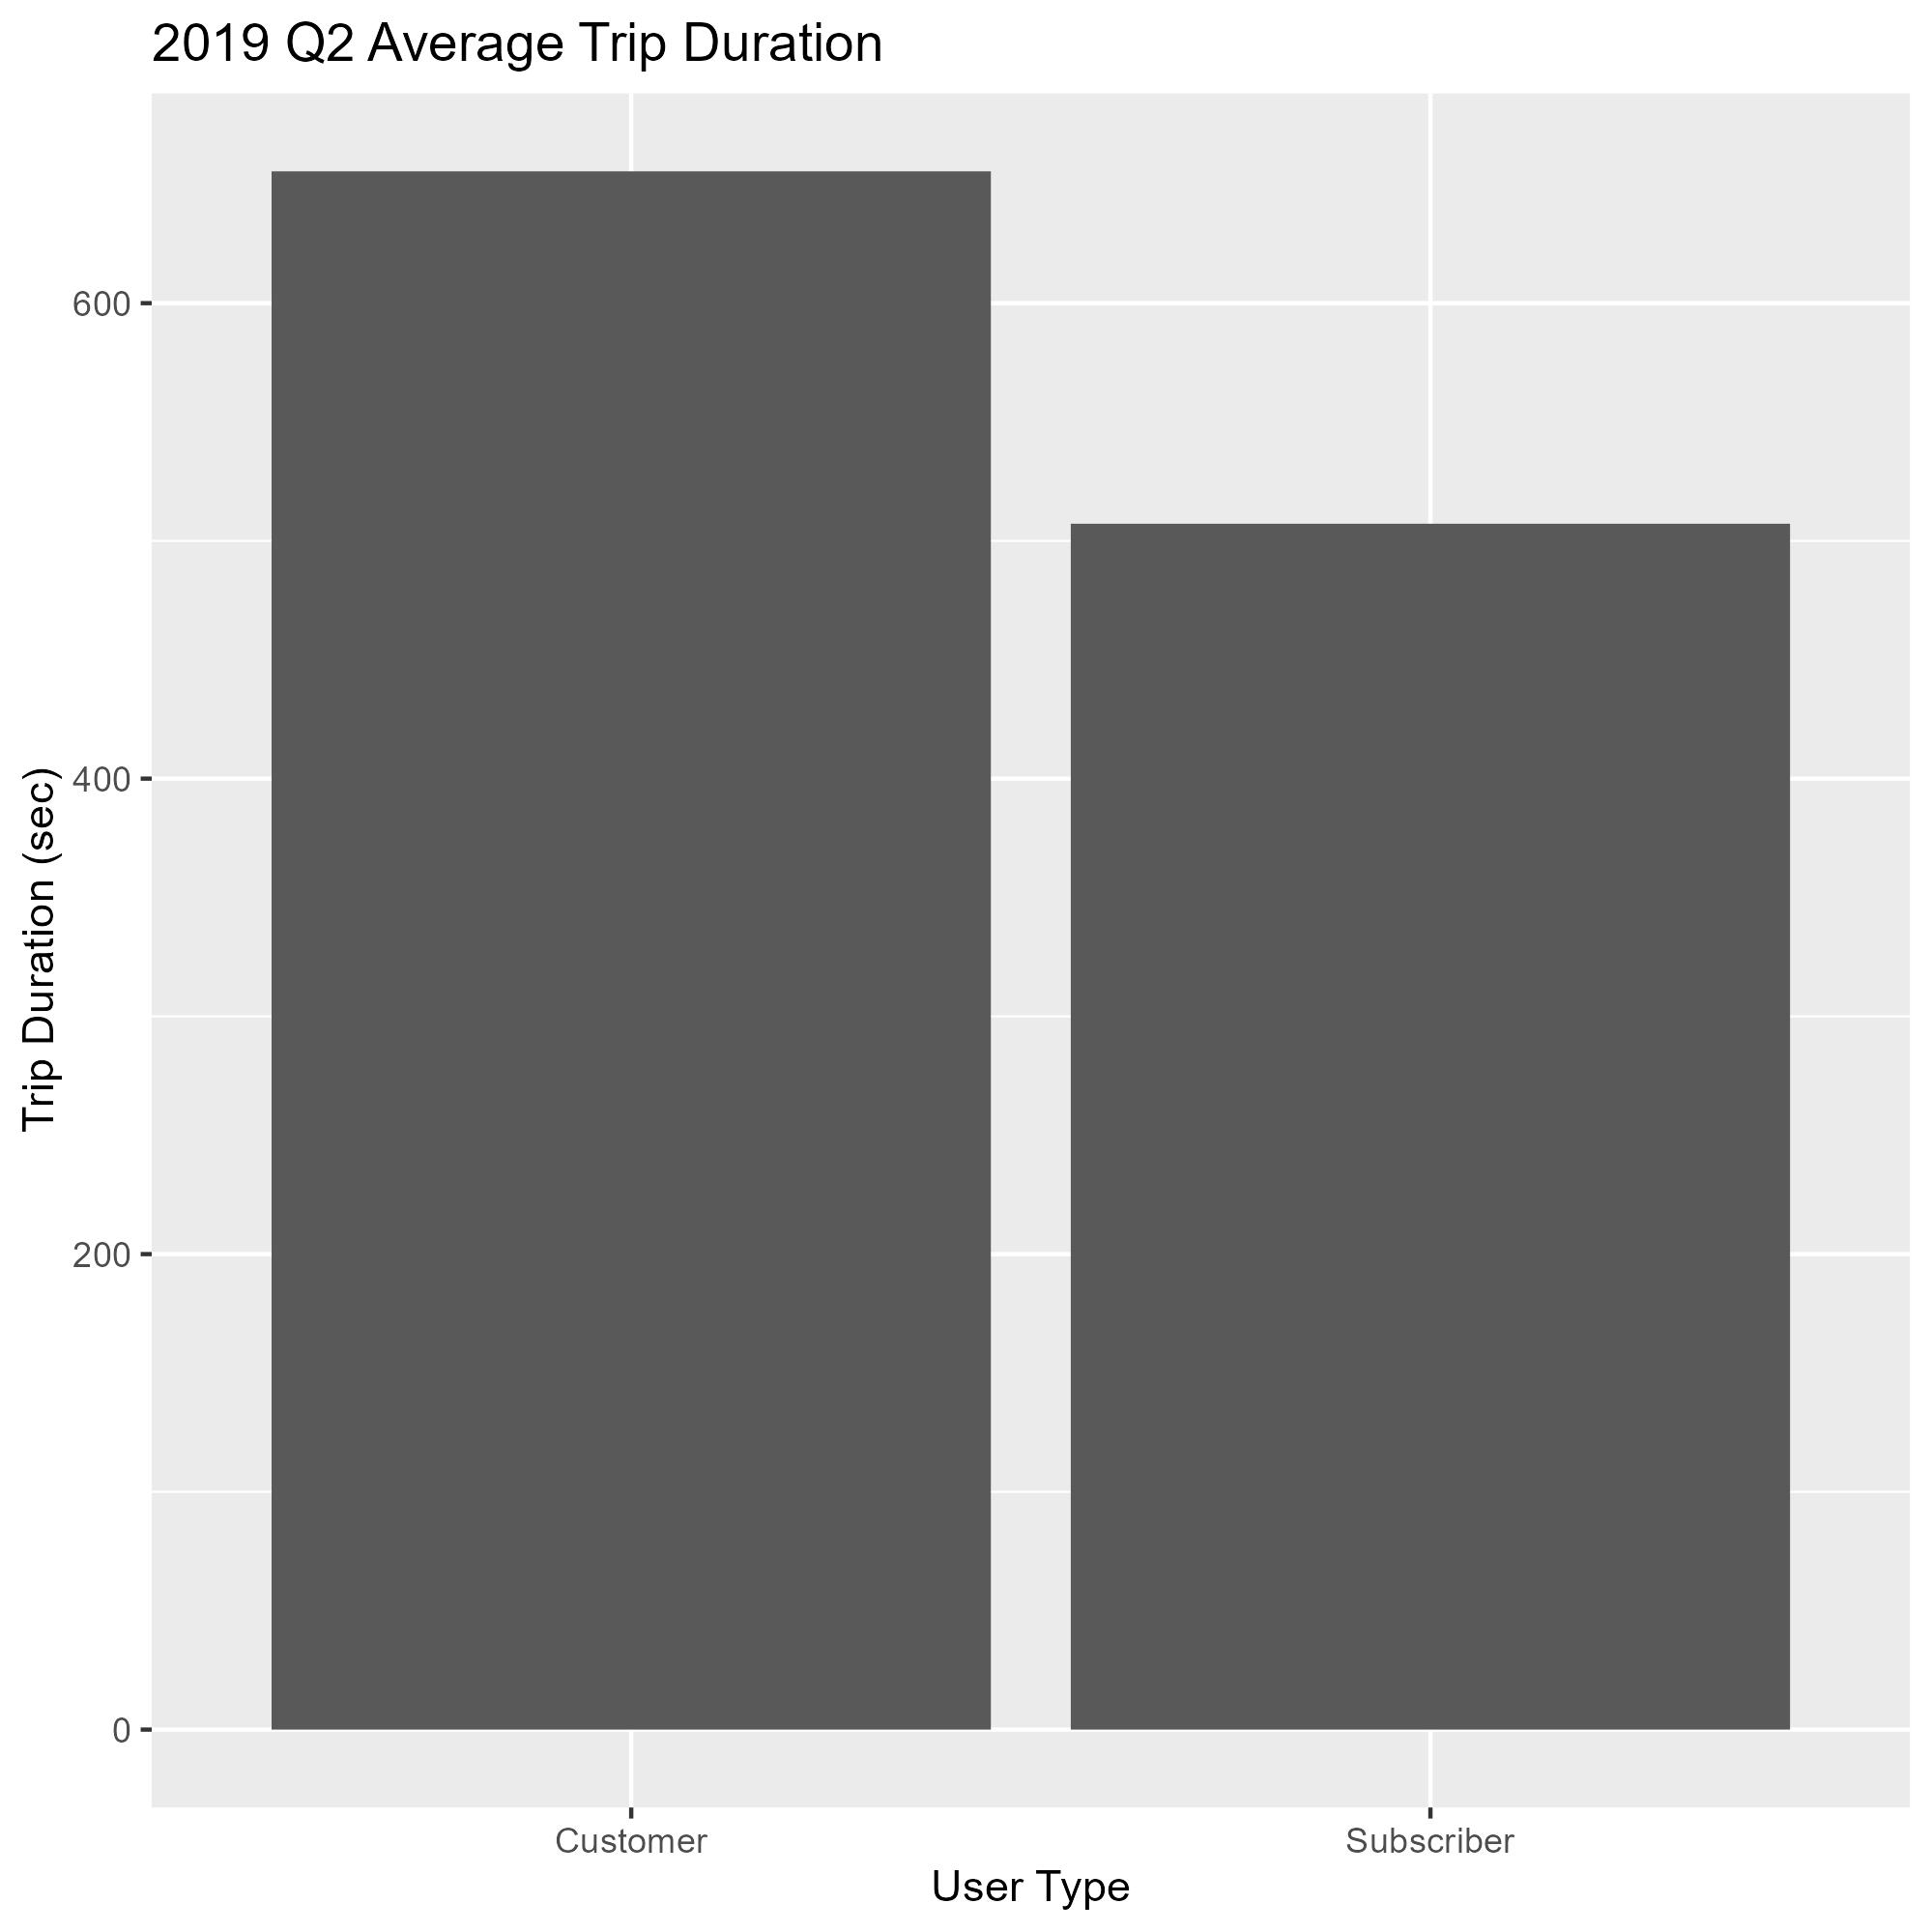 2019 Q2 Average Trip Duration
Trip Duration (sec)
600
400
200
0
Customer
Subscriber
User Type